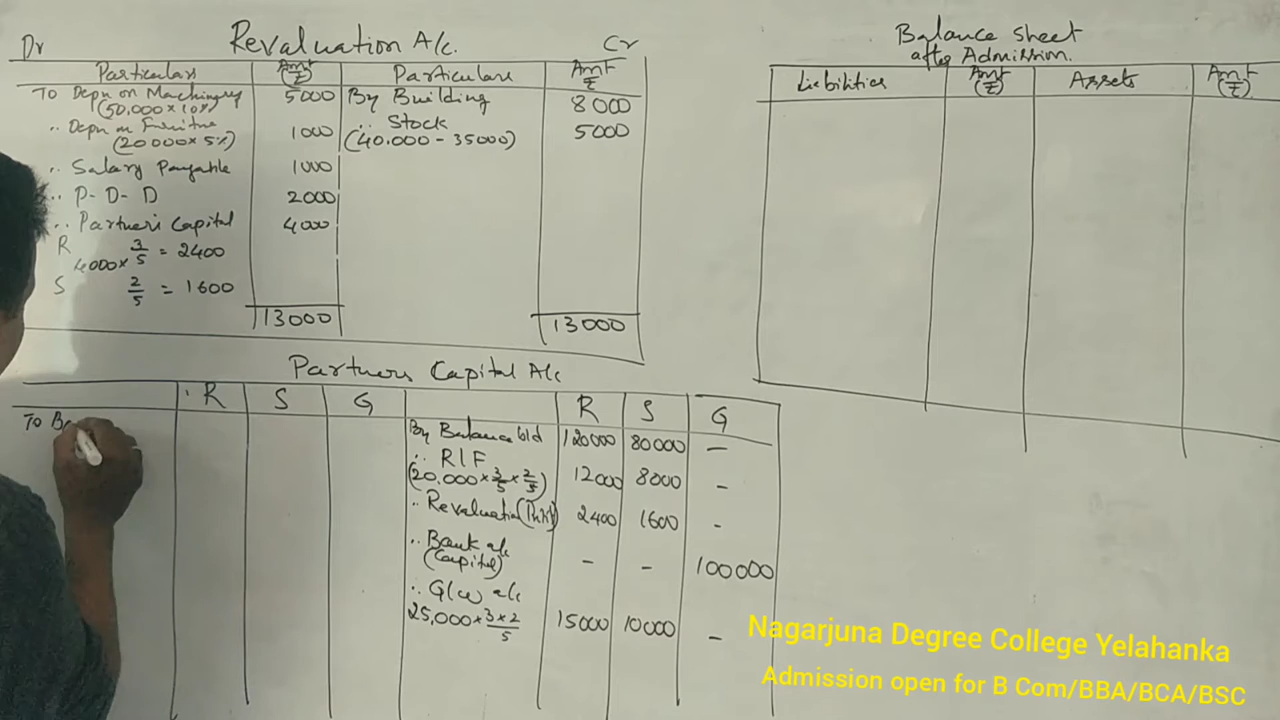 Dr Revaluation A/c. Cr
Particulars Amt (₹) Particulars Amt ₹
To Depn on Machinery 5000 By Building 8000
(50,000 × 10%)
.. Depn on Furniture 1000 .. Stock 5000
(20000 × 5%) (40.000 - 35000)
.. Salary Payable 1000
.. P-D-D 2000
.. Partner's Capital 4000
R 4000 × 3/5 = 2400
S 2/5 = 1600
13000 13000
Partners Capital A/c
R S G R S G
To Ba By Balance b/d 120000 80000 -
.. RIF
(20,000 × 3/5 × 2/5) 12000 8000 -
.. Revaluation (Profit) 2400 1600 -
.. Bank a/c
(Capital) - - 100000
.. G/w a/c
25,000 × 3 × 2/5 15000 10000 -
Balance Sheet
after Admission.
Liabilities Amt (₹) Assets Amt (₹)
Nagarjuna Degree College Yelahanka
Admission open for B Com/BBA/BCA/BSC